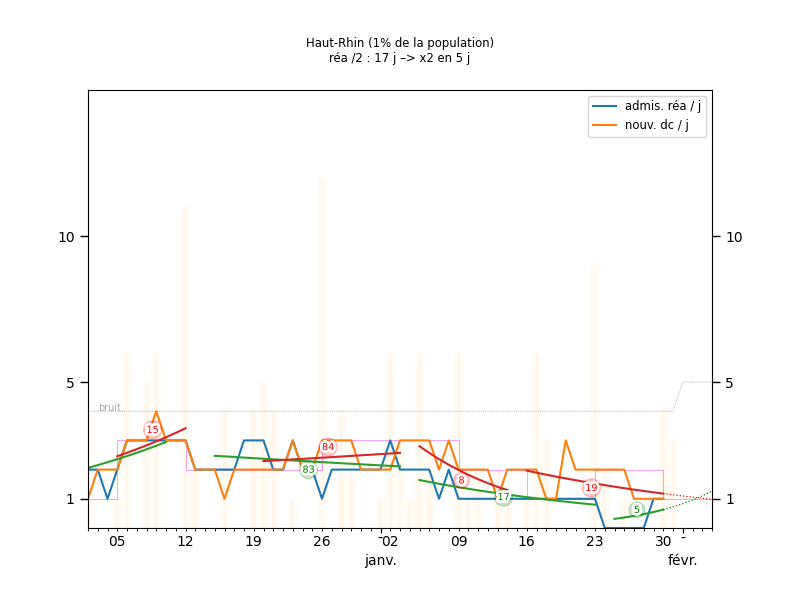 Haut-Rhin (1% de la population)
réa /2 : 17 j –> x2 en 5 j
admis. réa / j
nouv. dc / j
10 10
5 5
bruit
15
84
83
8
17
19
5
1 1
05 12 19 26 02 09 16 23 30
janv. févr.